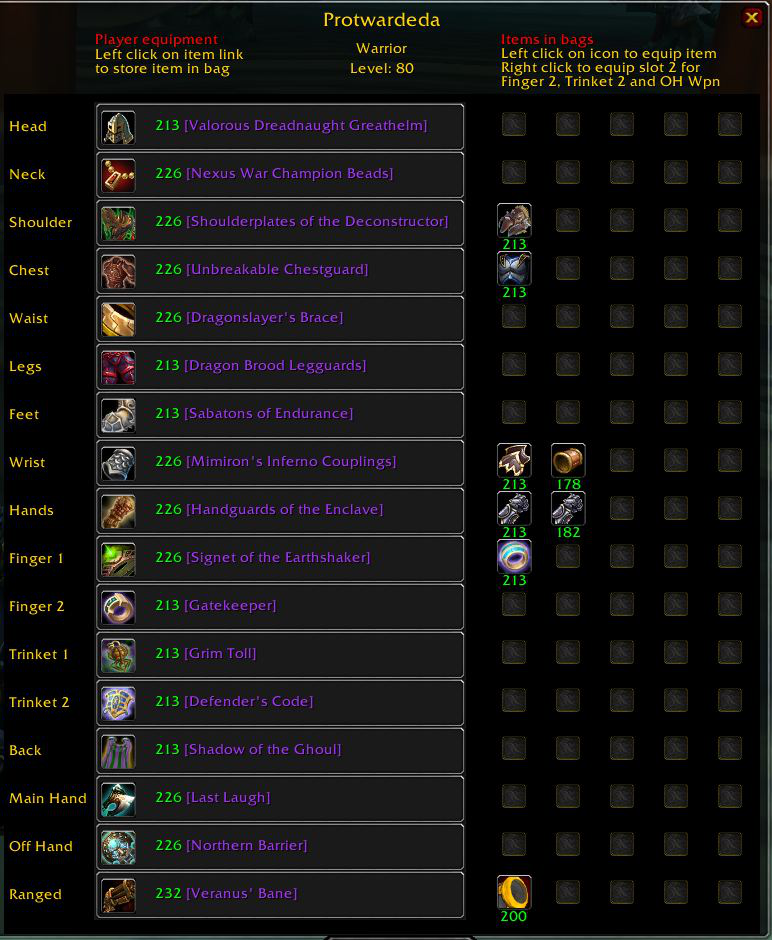 Protwardeda
Player equipment
Left click on item link
to store item in bag
Warrior
Level: 80
Items in bags
Left click on icon to equip item
Right click to equip slot 2 for
Finger 2, Trinket 2 and OH Wpn
Head 213 [Valorous Dreadnaught Greathelm]
Neck 226 [Nexus War Champion Beads]
Shoulder 226 [Shoulderplates of the Deconstructor]
213
Chest 226 [Unbreakable Chestguard]
213
Waist 226 [Dragonslayer's Brace]
Legs 213 [Dragon Brood Legguards]
Feet 213 [Sabatons of Endurance]
Wrist 226 [Mimiron's Inferno Couplings]
213 178
Hands 226 [Handguards of the Enclave]
213 182
Finger 1 226 [Signet of the Earthshaker]
213
Finger 2 213 [Gatekeeper]
Trinket 1 213 [Grim Toll]
Trinket 2 213 [Defender's Code]
Back 213 [Shadow of the Ghoul]
Main Hand 226 [Last Laugh]
Off Hand 226 [Northern Barrier]
Ranged 232 [Veranus' Bane]
200